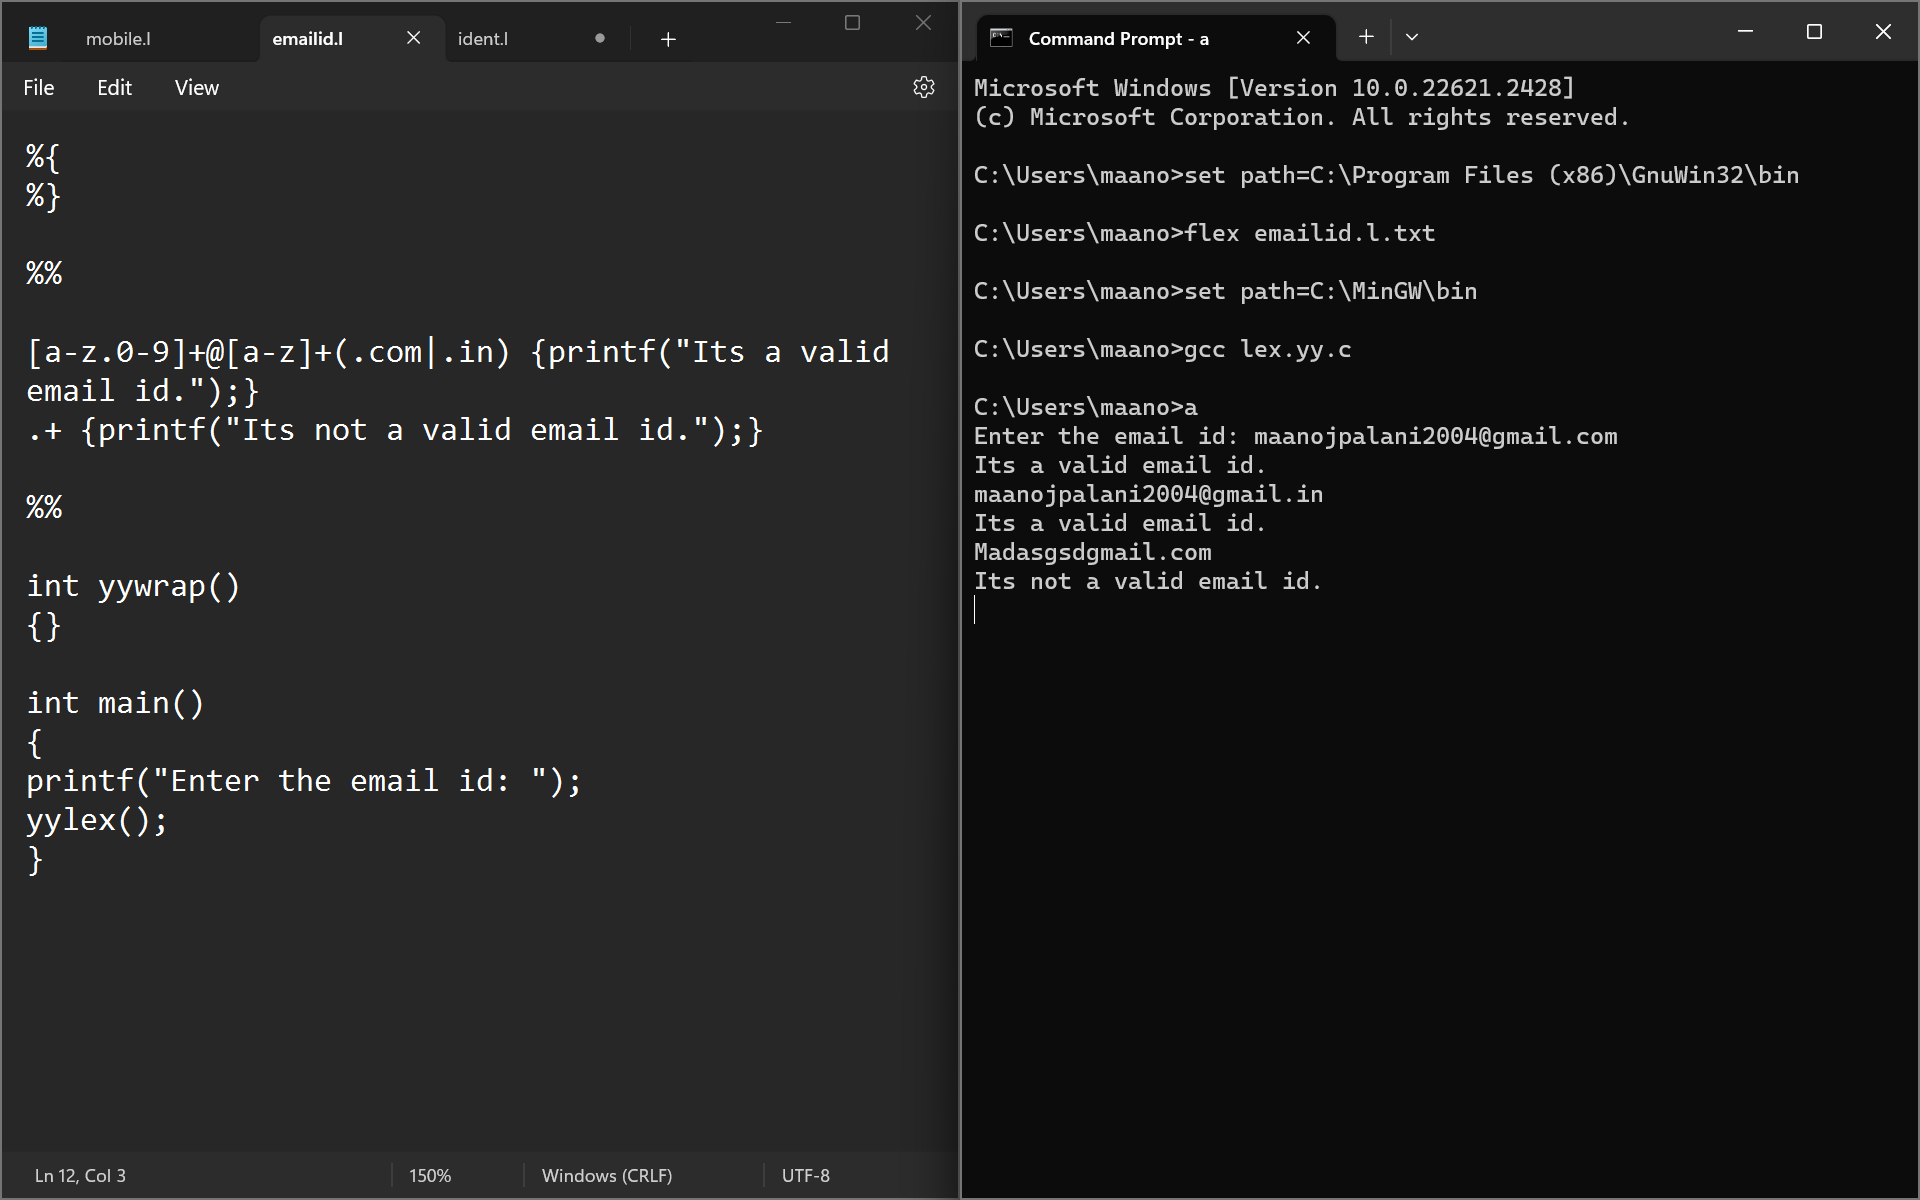 mobile.l
emailid.l
ident.l
File
Edit
View
%{
%}
%%
[a-z.0-9]+@[a-z]+(.com|.in) {printf("Its a valid
email id.");}
.+ {printf("Its not a valid email id.");}
%%
int yywrap()
{}
int main()
{
printf("Enter the email id: ");
yylex();
}
Ln 12, Col 3
150%
Windows (CRLF)
UTF-8
Command Prompt - a
Microsoft Windows [Version 10.0.22621.2428]
(c) Microsoft Corporation. All rights reserved.
C:\Users\maano>set path=C:\Program Files (x86)\GnuWin32\bin
C:\Users\maano>flex emailid.l.txt
C:\Users\maano>set path=C:\MinGW\bin
C:\Users\maano>gcc lex.yy.c
C:\Users\maano>a
Enter the email id: maanojpalani2004@gmail.com
Its a valid email id.
maanojpalani2004@gmail.in
Its a valid email id.
Madasgsdgmail.com
Its not a valid email id.